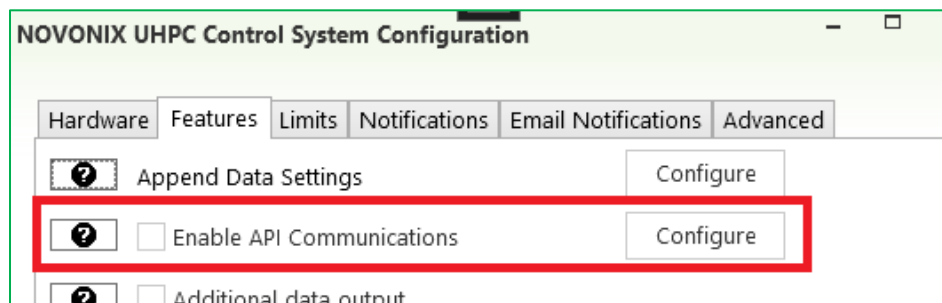 NOVONIX UHPC Control System Configuration
Hardware Features Limits Notifications Email Notifications Advanced
? Append Data Settings Configure
? Enable API Communications Configure
? Additional data output